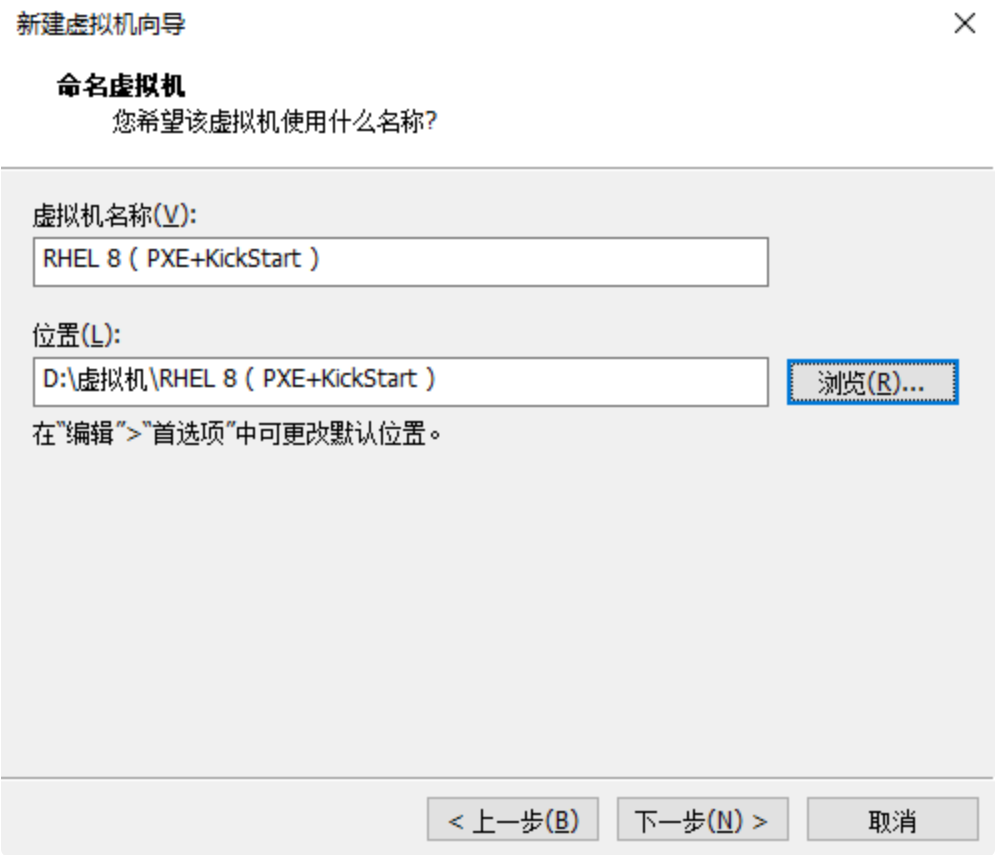 新建虚拟机向导
命名虚拟机
您希望该虚拟机使用什么名称?
虚拟机名称(V):
RHEL 8 ( PXE+KickStart )
位置(L):
D:\虚拟机\RHEL 8 ( PXE+KickStart )
浏览(R)...
在"编辑">"首选项"中可更改默认位置。
< 上一步(B)
下一步(N) >
取消